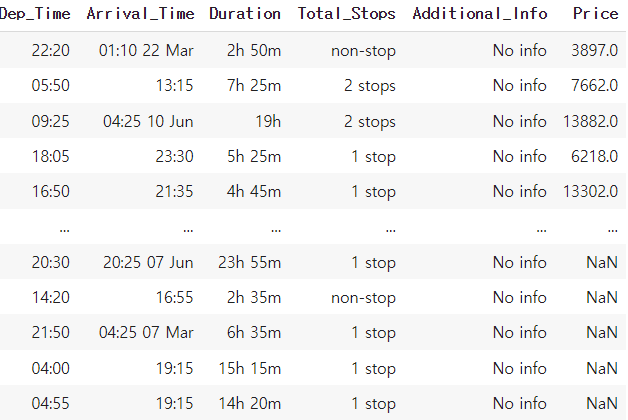 Dep_Time Arrival_Time Duration Total_Stops Additional_Info Price
22:20 01:10 22 Mar 2h 50m non-stop No info 3897.0
05:50 13:15 7h 25m 2 stops No info 7662.0
09:25 04:25 10 Jun 19h 2 stops No info 13882.0
18:05 23:30 5h 25m 1 stop No info 6218.0
16:50 21:35 4h 45m 1 stop No info 13302.0
... ... ... ... ... ...
20:30 20:25 07 Jun 23h 55m 1 stop No info NaN
14:20 16:55 2h 35m non-stop No info NaN
21:50 04:25 07 Mar 6h 35m 1 stop No info NaN
04:00 19:15 15h 15m 1 stop No info NaN
04:55 19:15 14h 20m 1 stop No info NaN